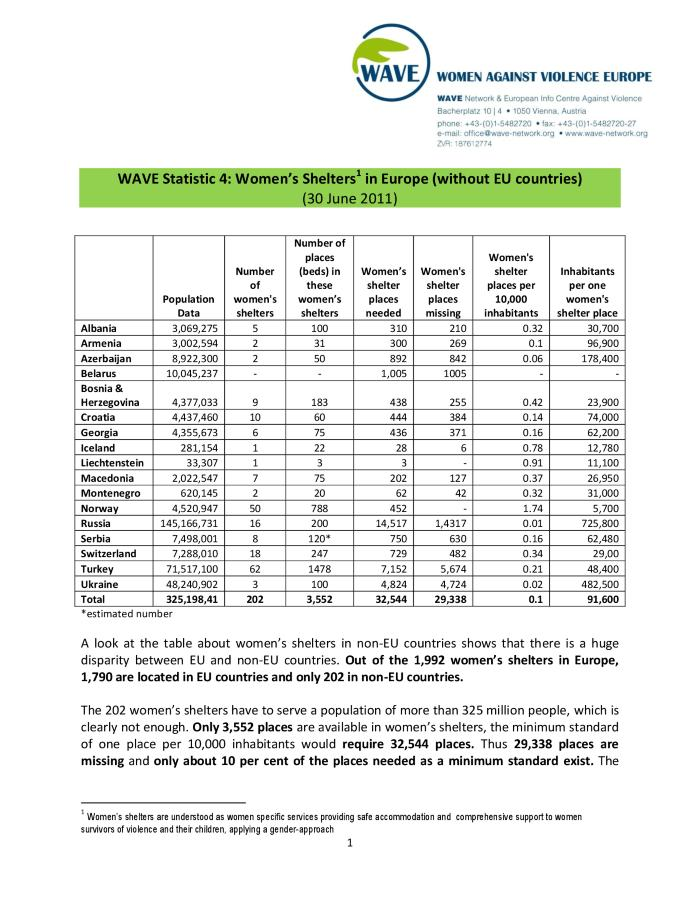 WAVE
WOMEN AGAINST VIOLENCE EUROPE
WAVE Network & European Info Centre Against Violence
Bacherplatz 10 | 4 • 1050 Vienna, Austria
phone: +43-(0)1-5482720 • fax: +43-(0)1-5482720-27
e-mail: office@wave-network.org • www.wave-network.org
ZVR: 187612774
WAVE Statistic 4: Women's Shelters1 in Europe (without EU countries)
(30 June 2011)
Population Data | Number of women's shelters | Number of places (beds) in these women's shelters | Women's shelter places needed | Women's shelter places missing | Women's shelter places per 10,000 inhabitants | Inhabitants per one women's shelter place
Albania 3,069,275 5 100 310 210 0.32 30,700
Armenia 3,002,594 2 31 300 269 0.1 96,900
Azerbaijan 8,922,300 2 50 892 842 0.06 178,400
Belarus 10,045,237 - - 1,005 1005 - -
Bosnia &
Herzegovina 4,377,033 9 183 438 255 0.42 23,900
Croatia 4,437,460 10 60 444 384 0.14 74,000
Georgia 4,355,673 6 75 436 371 0.16 62,200
Iceland 281,154 1 22 28 6 0.78 12,780
Liechtenstein 33,307 1 3 3 - 0.91 11,100
Macedonia 2,022,547 7 75 202 127 0.37 26,950
Montenegro 620,145 2 20 62 42 0.32 31,000
Norway 4,520,947 50 788 452 - 1.74 5,700
Russia 145,166,731 16 200 14,517 1,4317 0.01 725,800
Serbia 7,498,001 8 120* 750 630 0.16 62,480
Switzerland 7,288,010 18 247 729 482 0.34 29,00
Turkey 71,517,100 62 1478 7,152 5,674 0.21 48,400
Ukraine 48,240,902 3 100 4,824 4,724 0.02 482,500
Total 325,198,41 202 3,552 32,544 29,338 0.1 91,600
*estimated number
A look at the table about women's shelters in non-EU countries shows that there is a huge
disparity between EU and non-EU countries. Out of the 1,992 women's shelters in Europe,
1,790 are located in EU countries and only 202 in non-EU countries.
The 202 women's shelters have to serve a population of more than 325 million people, which is
clearly not enough. Only 3,552 places are available in women's shelters, the minimum standard
of one place per 10,000 inhabitants would require 32,544 places. Thus 29,338 places are
missing and only about 10 per cent of the places needed as a minimum standard exist. The
1 Women's shelters are understood as women specific services providing safe accommodation and comprehensive support to women
survivors of violence and their children, applying a gender-approach
1